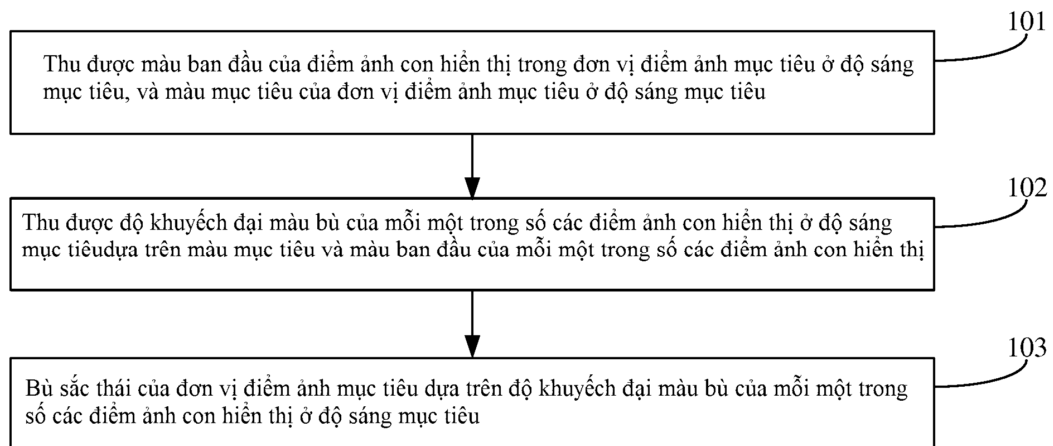 101
Thu được màu ban đầu của điểm ảnh con hiển thị trong đơn vị điểm ảnh mục tiêu ở độ sáng
mục tiêu, và màu mục tiêu của đơn vị điểm ảnh mục tiêu ở độ sáng mục tiêu
102
Thu được độ khuyếch đại màu bù của mỗi một trong số các điểm ảnh con hiển thị ở độ sáng
mục tiêudựa trên màu mục tiêu và màu ban đầu của mỗi một trong số các điểm ảnh con hiển thị
103
Bù sắc thái của đơn vị điểm ảnh mục tiêu dựa trên độ khuyếch đại màu bù của mỗi một trong
số các điểm ảnh con hiển thị ở độ sáng mục tiêu